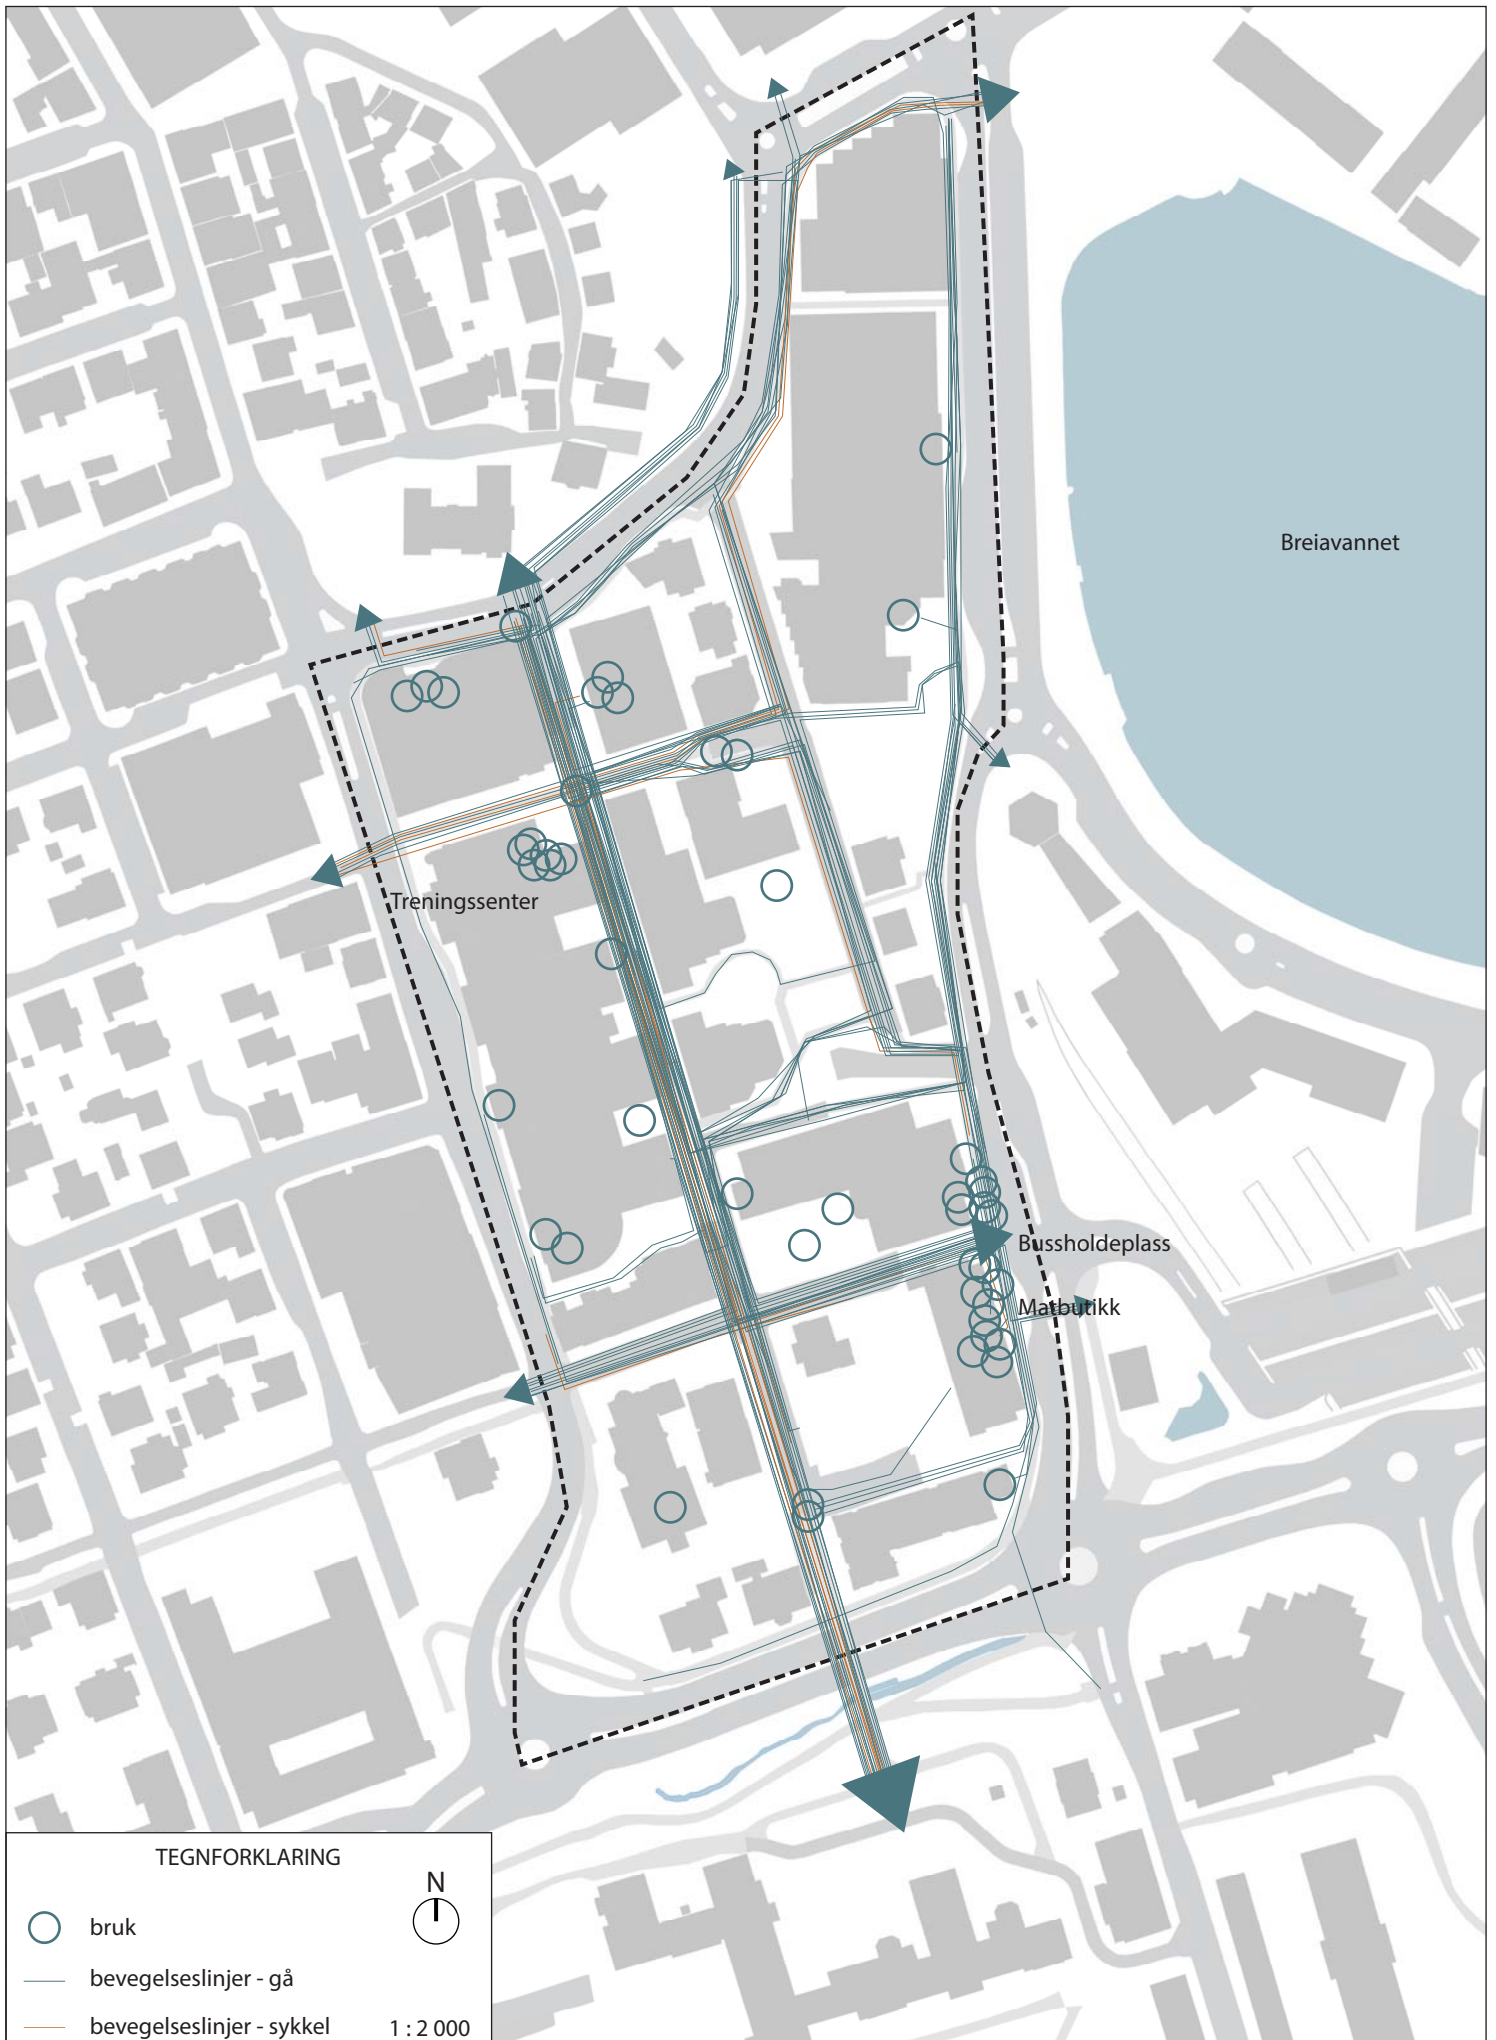 Breiavannet
Treningssenter
Bussholdeplass
Matbutikk
TEGNFORKLARING
N
bruk
bevegelseslinjer - gå
bevegelseslinjer - sykkel
1 : 2 000